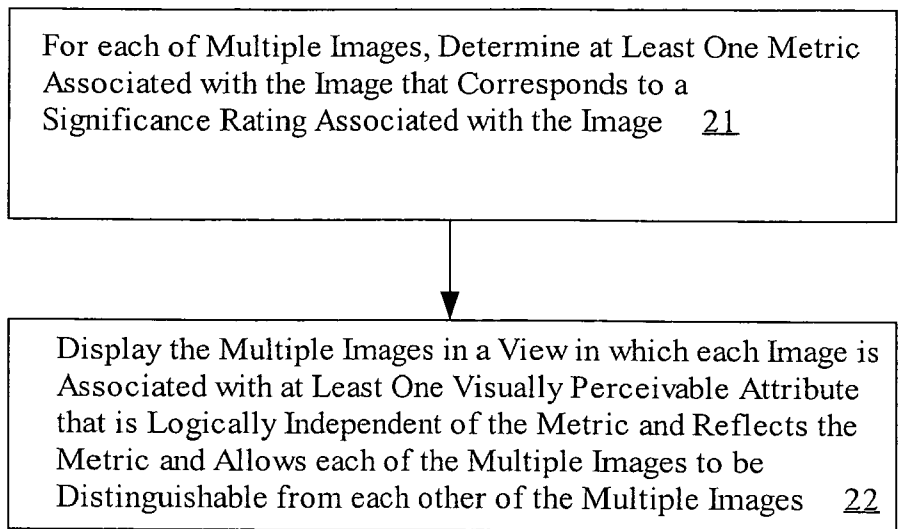 For each of Multiple Images, Determine at Least One Metric
Associated with the Image that Corresponds to a
Significance Rating Associated with the Image 21
Display the Multiple Images in a View in which each Image is
Associated with at Least One Visually Perceivable Attribute
that is Logically Independent of the Metric and Reflects the
Metric and Allows each of the Multiple Images to be
Distinguishable from each other of the Multiple Images 22